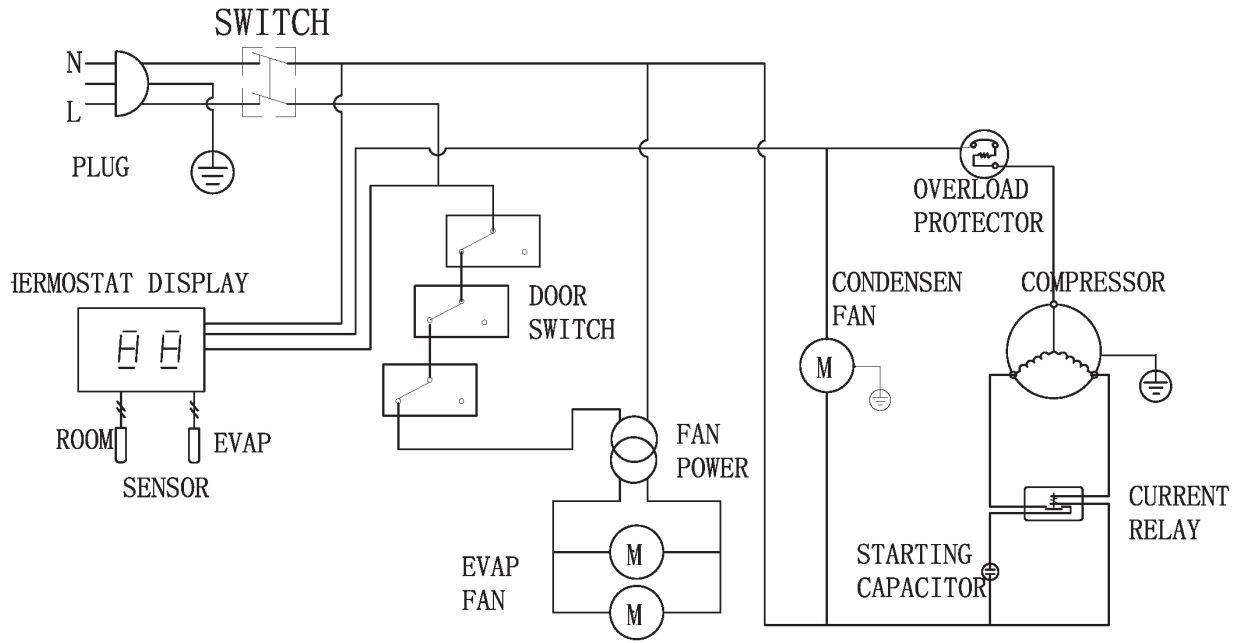 SWITCH
N
L
PLUG
OVERLOAD
PROTECTOR
HERMOSTAT DISPLAY
88
DOOR
SWITCH
CONDENSEN
FAN
COMPRESSOR
M
ROOM
EVAP
SENSOR
FAN
POWER
CURRENT
RELAY
EVAP
FAN
M
M
STARTING
CAPACITOR